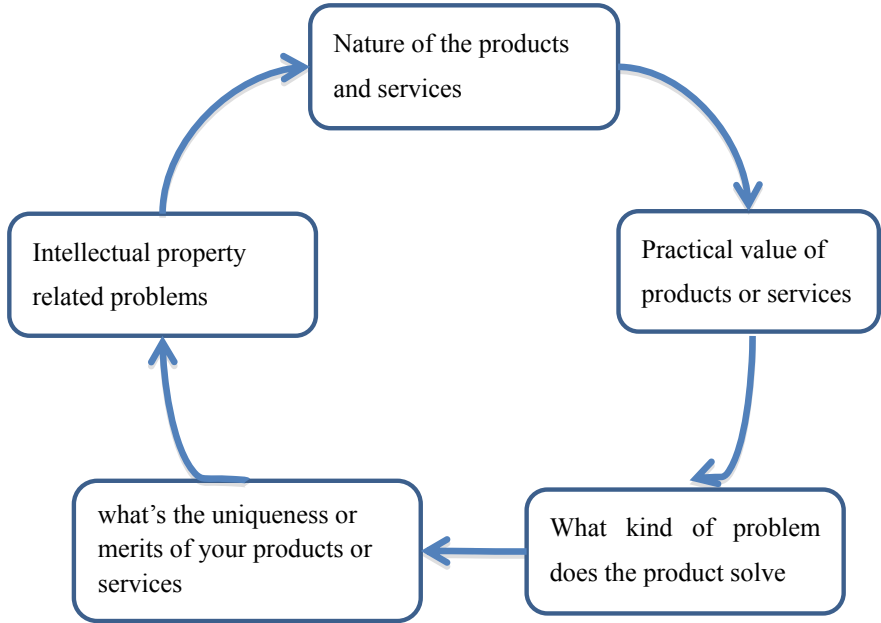 Nature of the products
and services
Practical value of
products or services
What kind of problem
does the product solve
what’s the uniqueness or
merits of your products or
services
Intellectual property
related problems